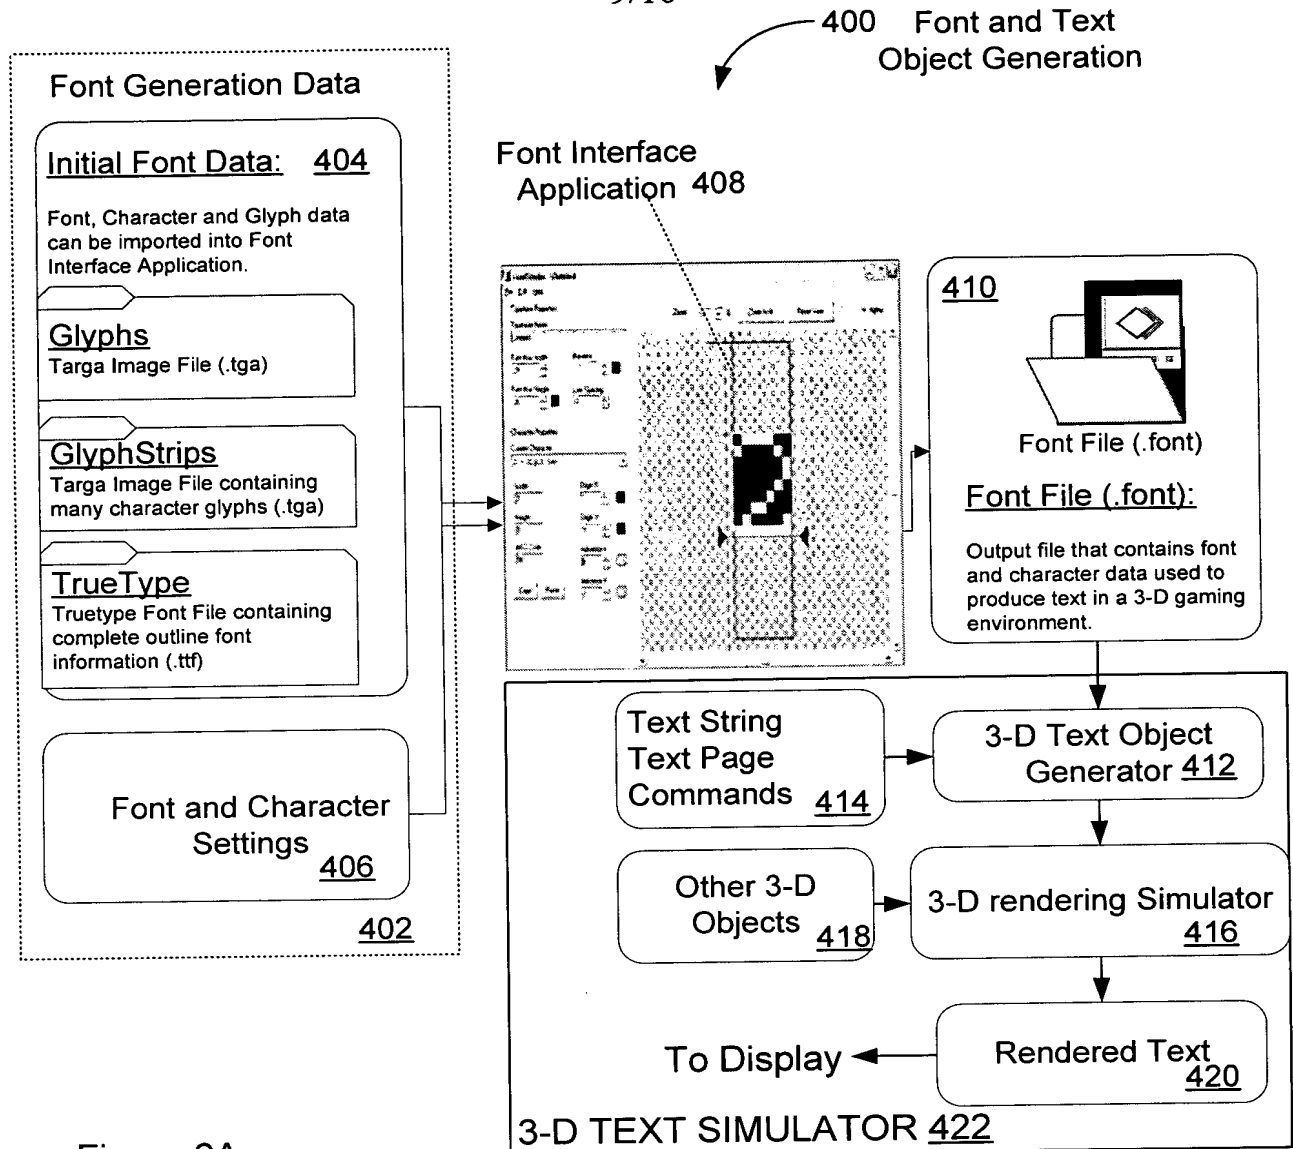 400 Font and Text
Object Generation
Font Generation Data
Initial Font Data: 404
Font, Character and Glyph data
can be imported into Font
Interface Application.
Glyphs
Targa Image File (.tga)
GlyphStrips
Targa Image File containing
many character glyphs (.tga)
TrueType
Truetype Font File containing
complete outline font
information (.ttf)
Font and Character
Settings
406
402
Font Interface
Application 408
410
Font File (.font)
Font File (.font):
Output file that contains font
and character data used to
produce text in a 3-D gaming
environment.
Text String
Text Page
Commands 414
3-D Text Object
Generator 412
Other 3-D
Objects 418
3-D rendering Simulator
416
Rendered Text
420
To Display
3-D TEXT SIMULATOR 422